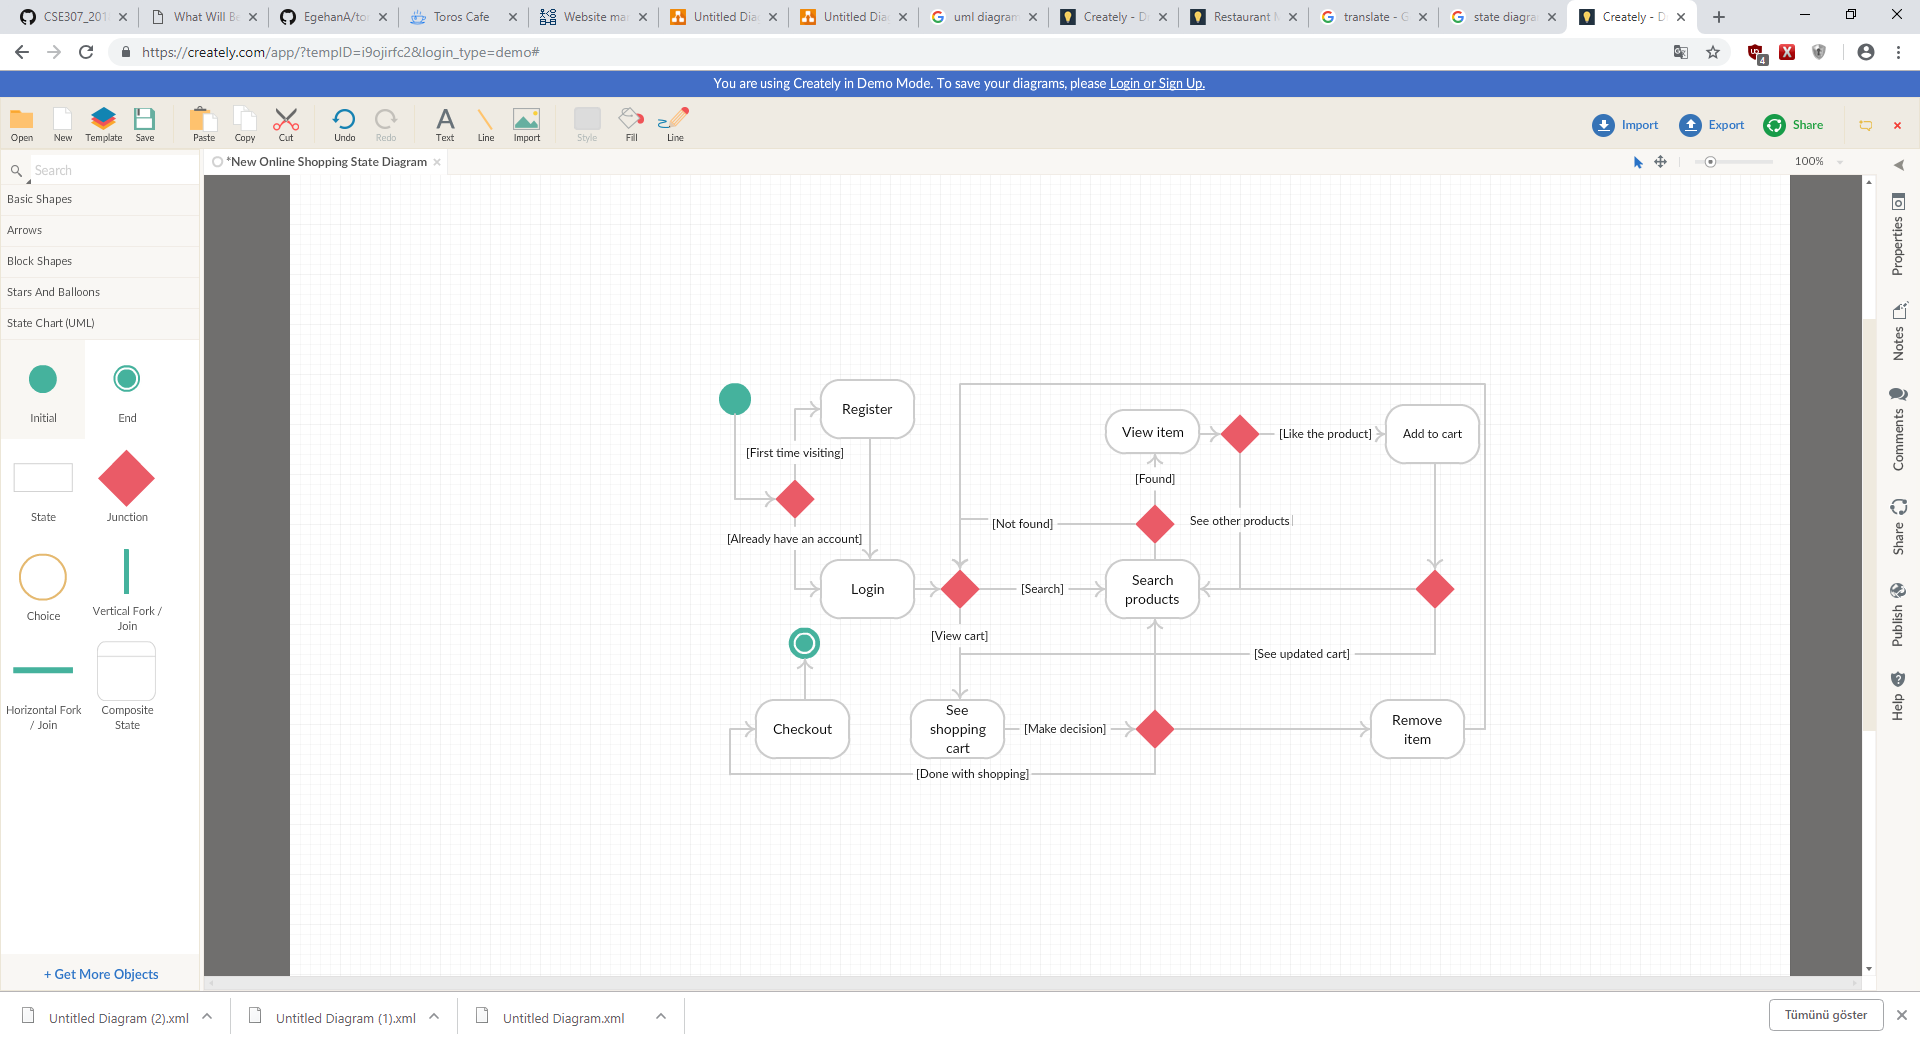 CSE307_201
What Will Be
EgehanA/tor
Toros Cafe
Website ma
Untitled Dia
Untitled Dia
uml diagram
Creately - D
Restaurant M
translate - G
state diagra
Creately - D
https://creately.com/app/?tempID=i9ojirfc2&login_type=demo#
4
You are using Creately in Demo Mode. To save your diagrams, please Login or Sign Up.
Open
New
Template
Save
Paste
Copy
Cut
Undo
Redo
Text
Line
Import
Style
Fill
Line
Import
Export
Share
Search
*New Online Shopping State Diagram
100%
Basic Shapes
Arrows
Block Shapes
Stars And Balloons
State Chart (UML)
Initial
End
State
Junction
Choice
Vertical Fork /
Join
Horizontal Fork
/ Join
Composite
State
+ Get More Objects
Register
[First time visiting]
[Already have an account]
Login
View item
[Like the product]
Add to cart
[Found]
[Not found]
See other products
[Search]
Search
products
[View cart]
[See updated cart]
Checkout
See
shopping
cart
[Make decision]
Remove
item
[Done with shopping]
Properties
Notes
Comments
Share
Publish
Help
Untitled Diagram (2).xml
Untitled Diagram (1).xml
Untitled Diagram.xml
Tümünü göster